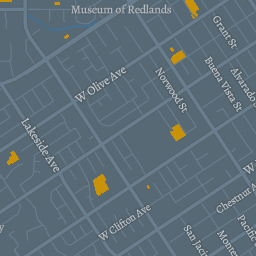 Museum of Redlands
Grant St
W Olive Ave
Norwood St
Buena Vista St
Alvarado
Lakeside Ave
W
Chestnut A
W Clifton Ave
Pacific
San Jaci
Monte